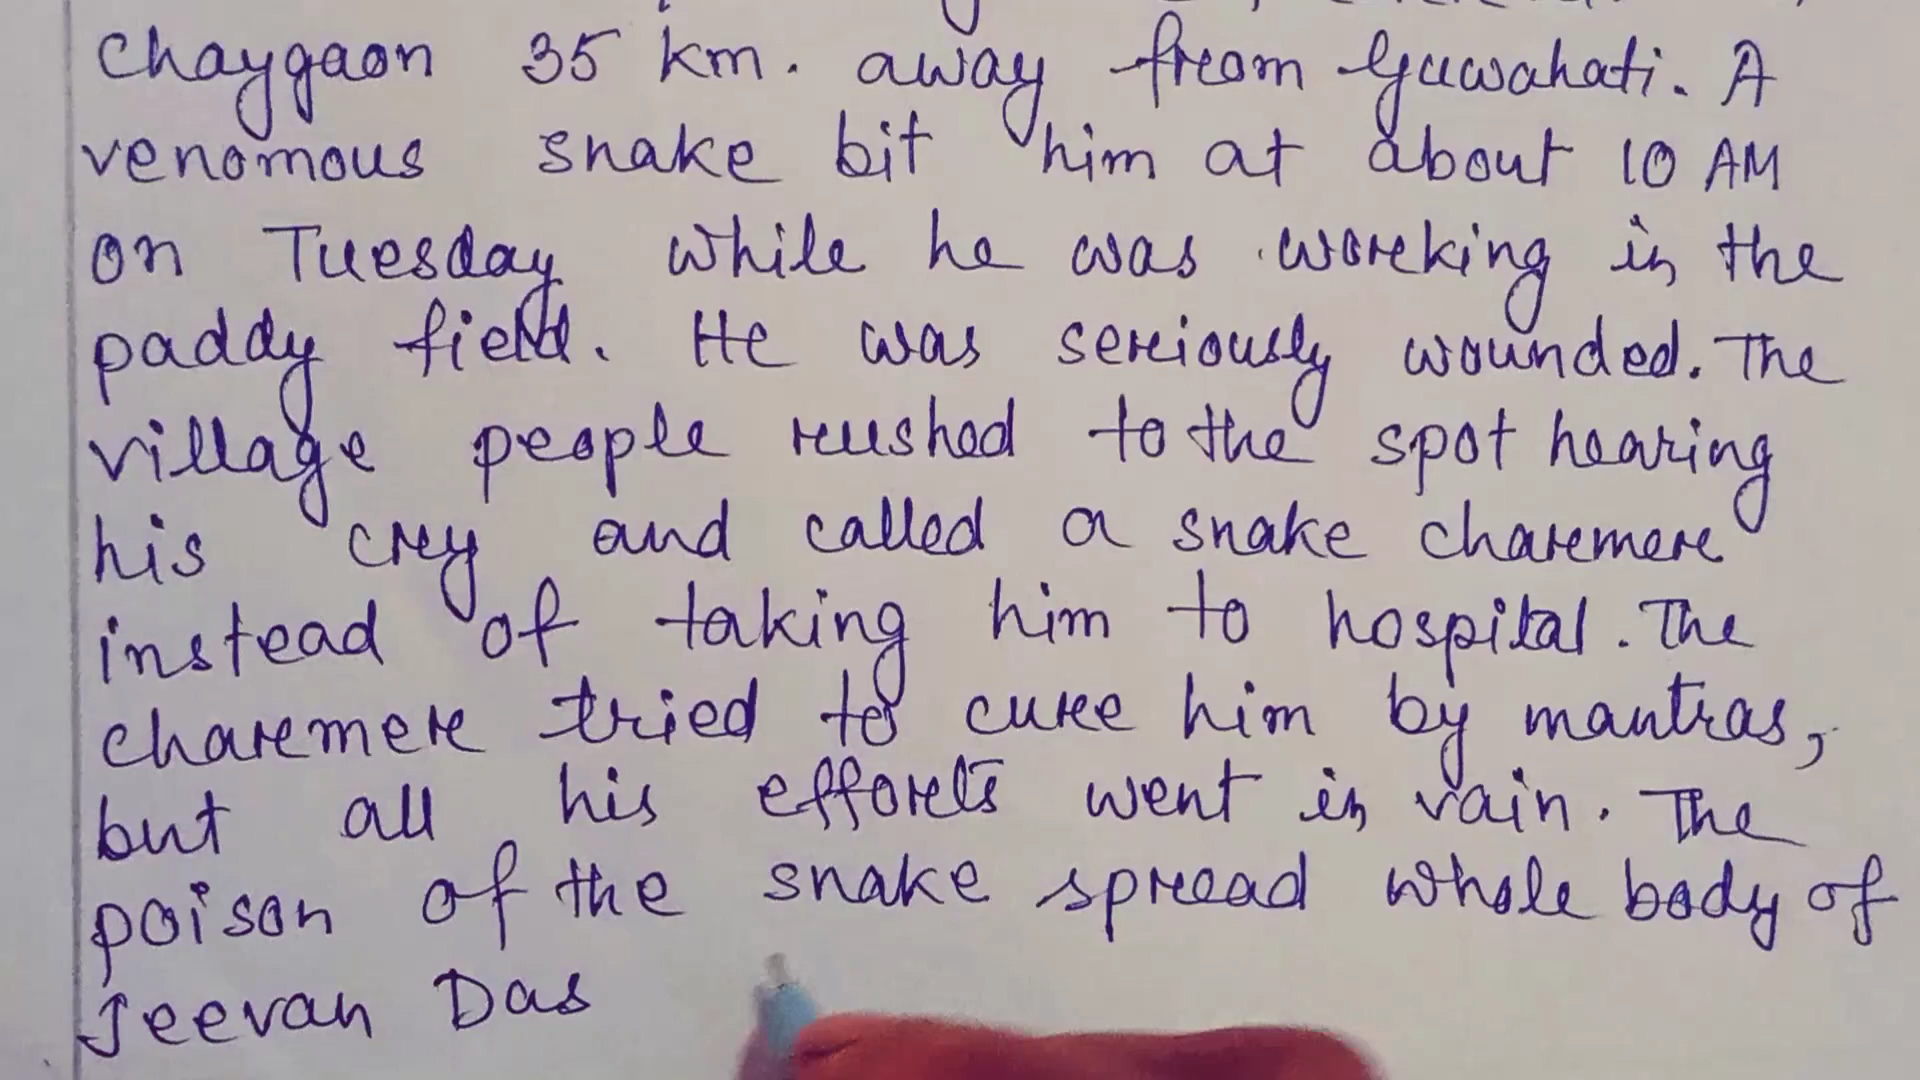 Chaygaon 35 km. away from Guwahati. A
venomous snake bit him at about 10 AM
on Tuesday while he was working in the
paddy field. He was seriously wounded. The
village people rushed to the spot hearing
his cry and called a snake charmer
instead of taking him to hospital. The
charmer tried to cure him by mantras,
but all his efforts went in vain. The
poison of the snake spread whole body of
Jeevan Das